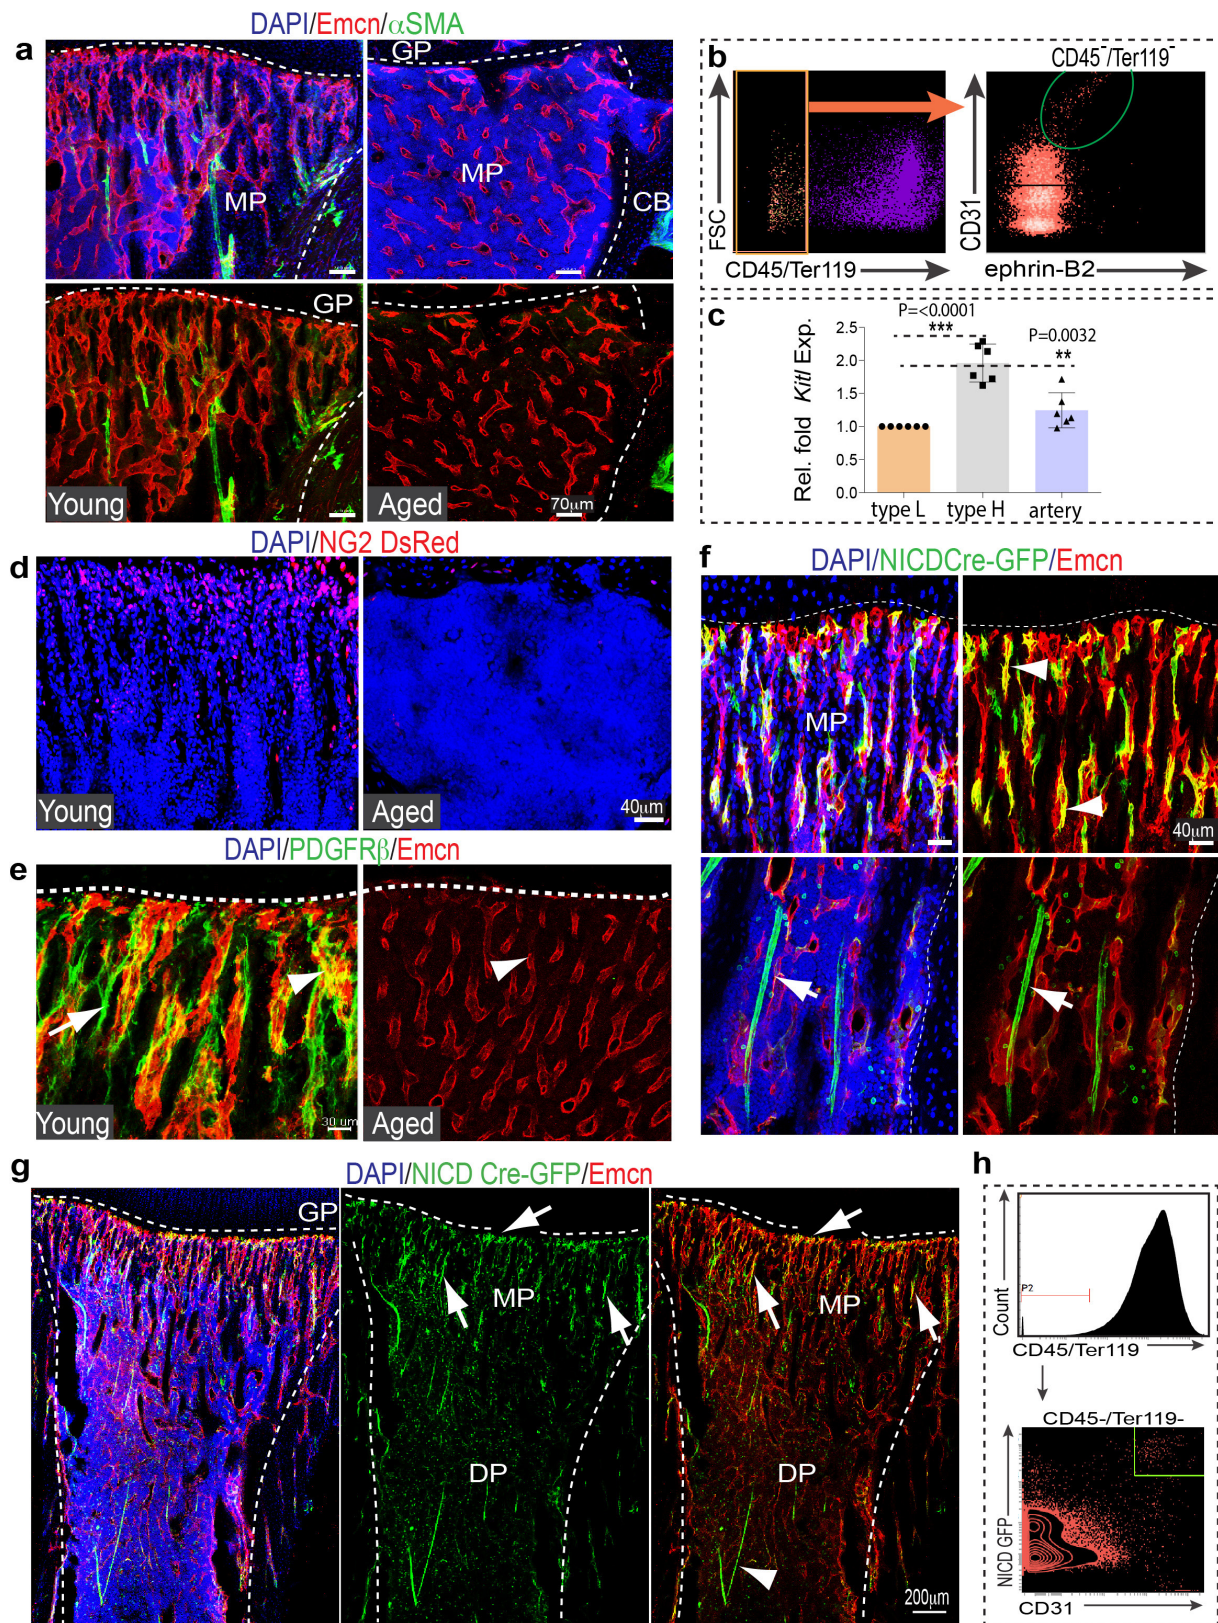 a
DAPI/Emcn/αSMA
GP
MP
MP
CB
GP
Young
Aged
70μm
b
CD45⁻/Ter119⁻
FSC
CD45/Ter119
CD31
ephrin-B2
c
P=<0.0001
***
P=0.0032
**
Rel. fold Kitl Exp.
2.5
2.0
1.5
1.0
0.5
0.0
type L
type H
artery
d
DAPI/NG2 DsRed
Young
Aged
40μm
e
DAPI/PDGFRβ/Emcn
Young
30 um
Aged
f
DAPI/NICDCre-GFP/Emcn
MP
40μm
g
DAPI/NICD Cre-GFP/Emcn
GP
MP
MP
DP
DP
200μm
h
Count
P2
CD45/Ter119
CD45-/Ter119-
NICD GFP
CD31